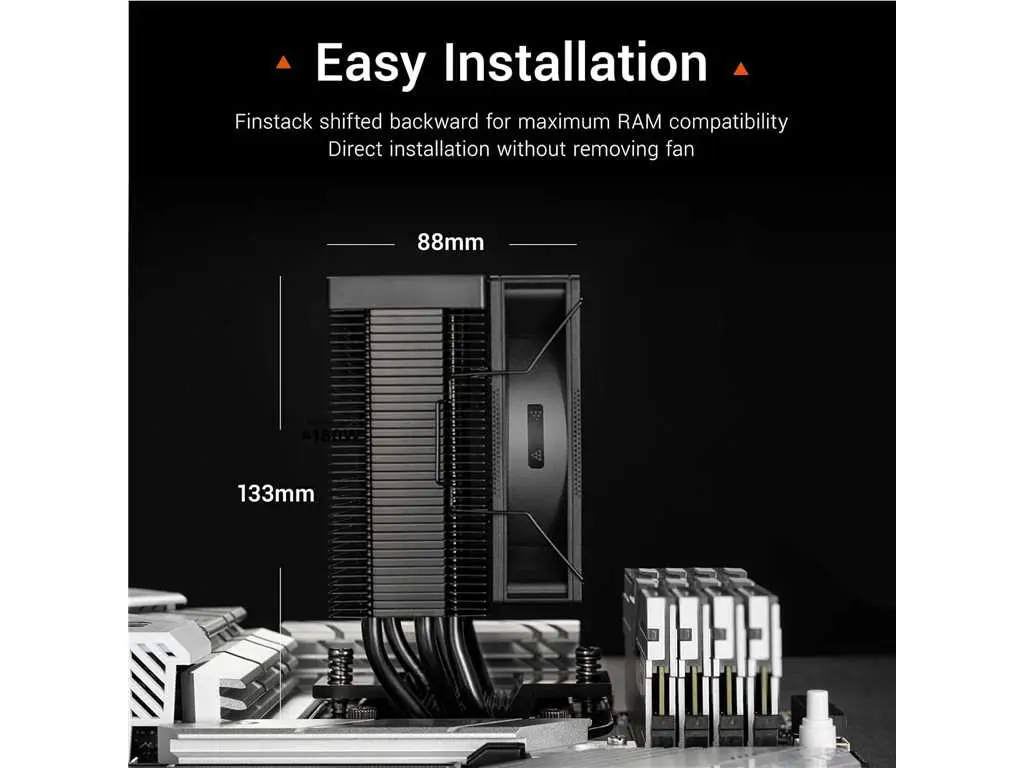 Easy Installation
Finstack shifted backward for maximum RAM compatibility
Direct installation without removing fan
88mm
133mm